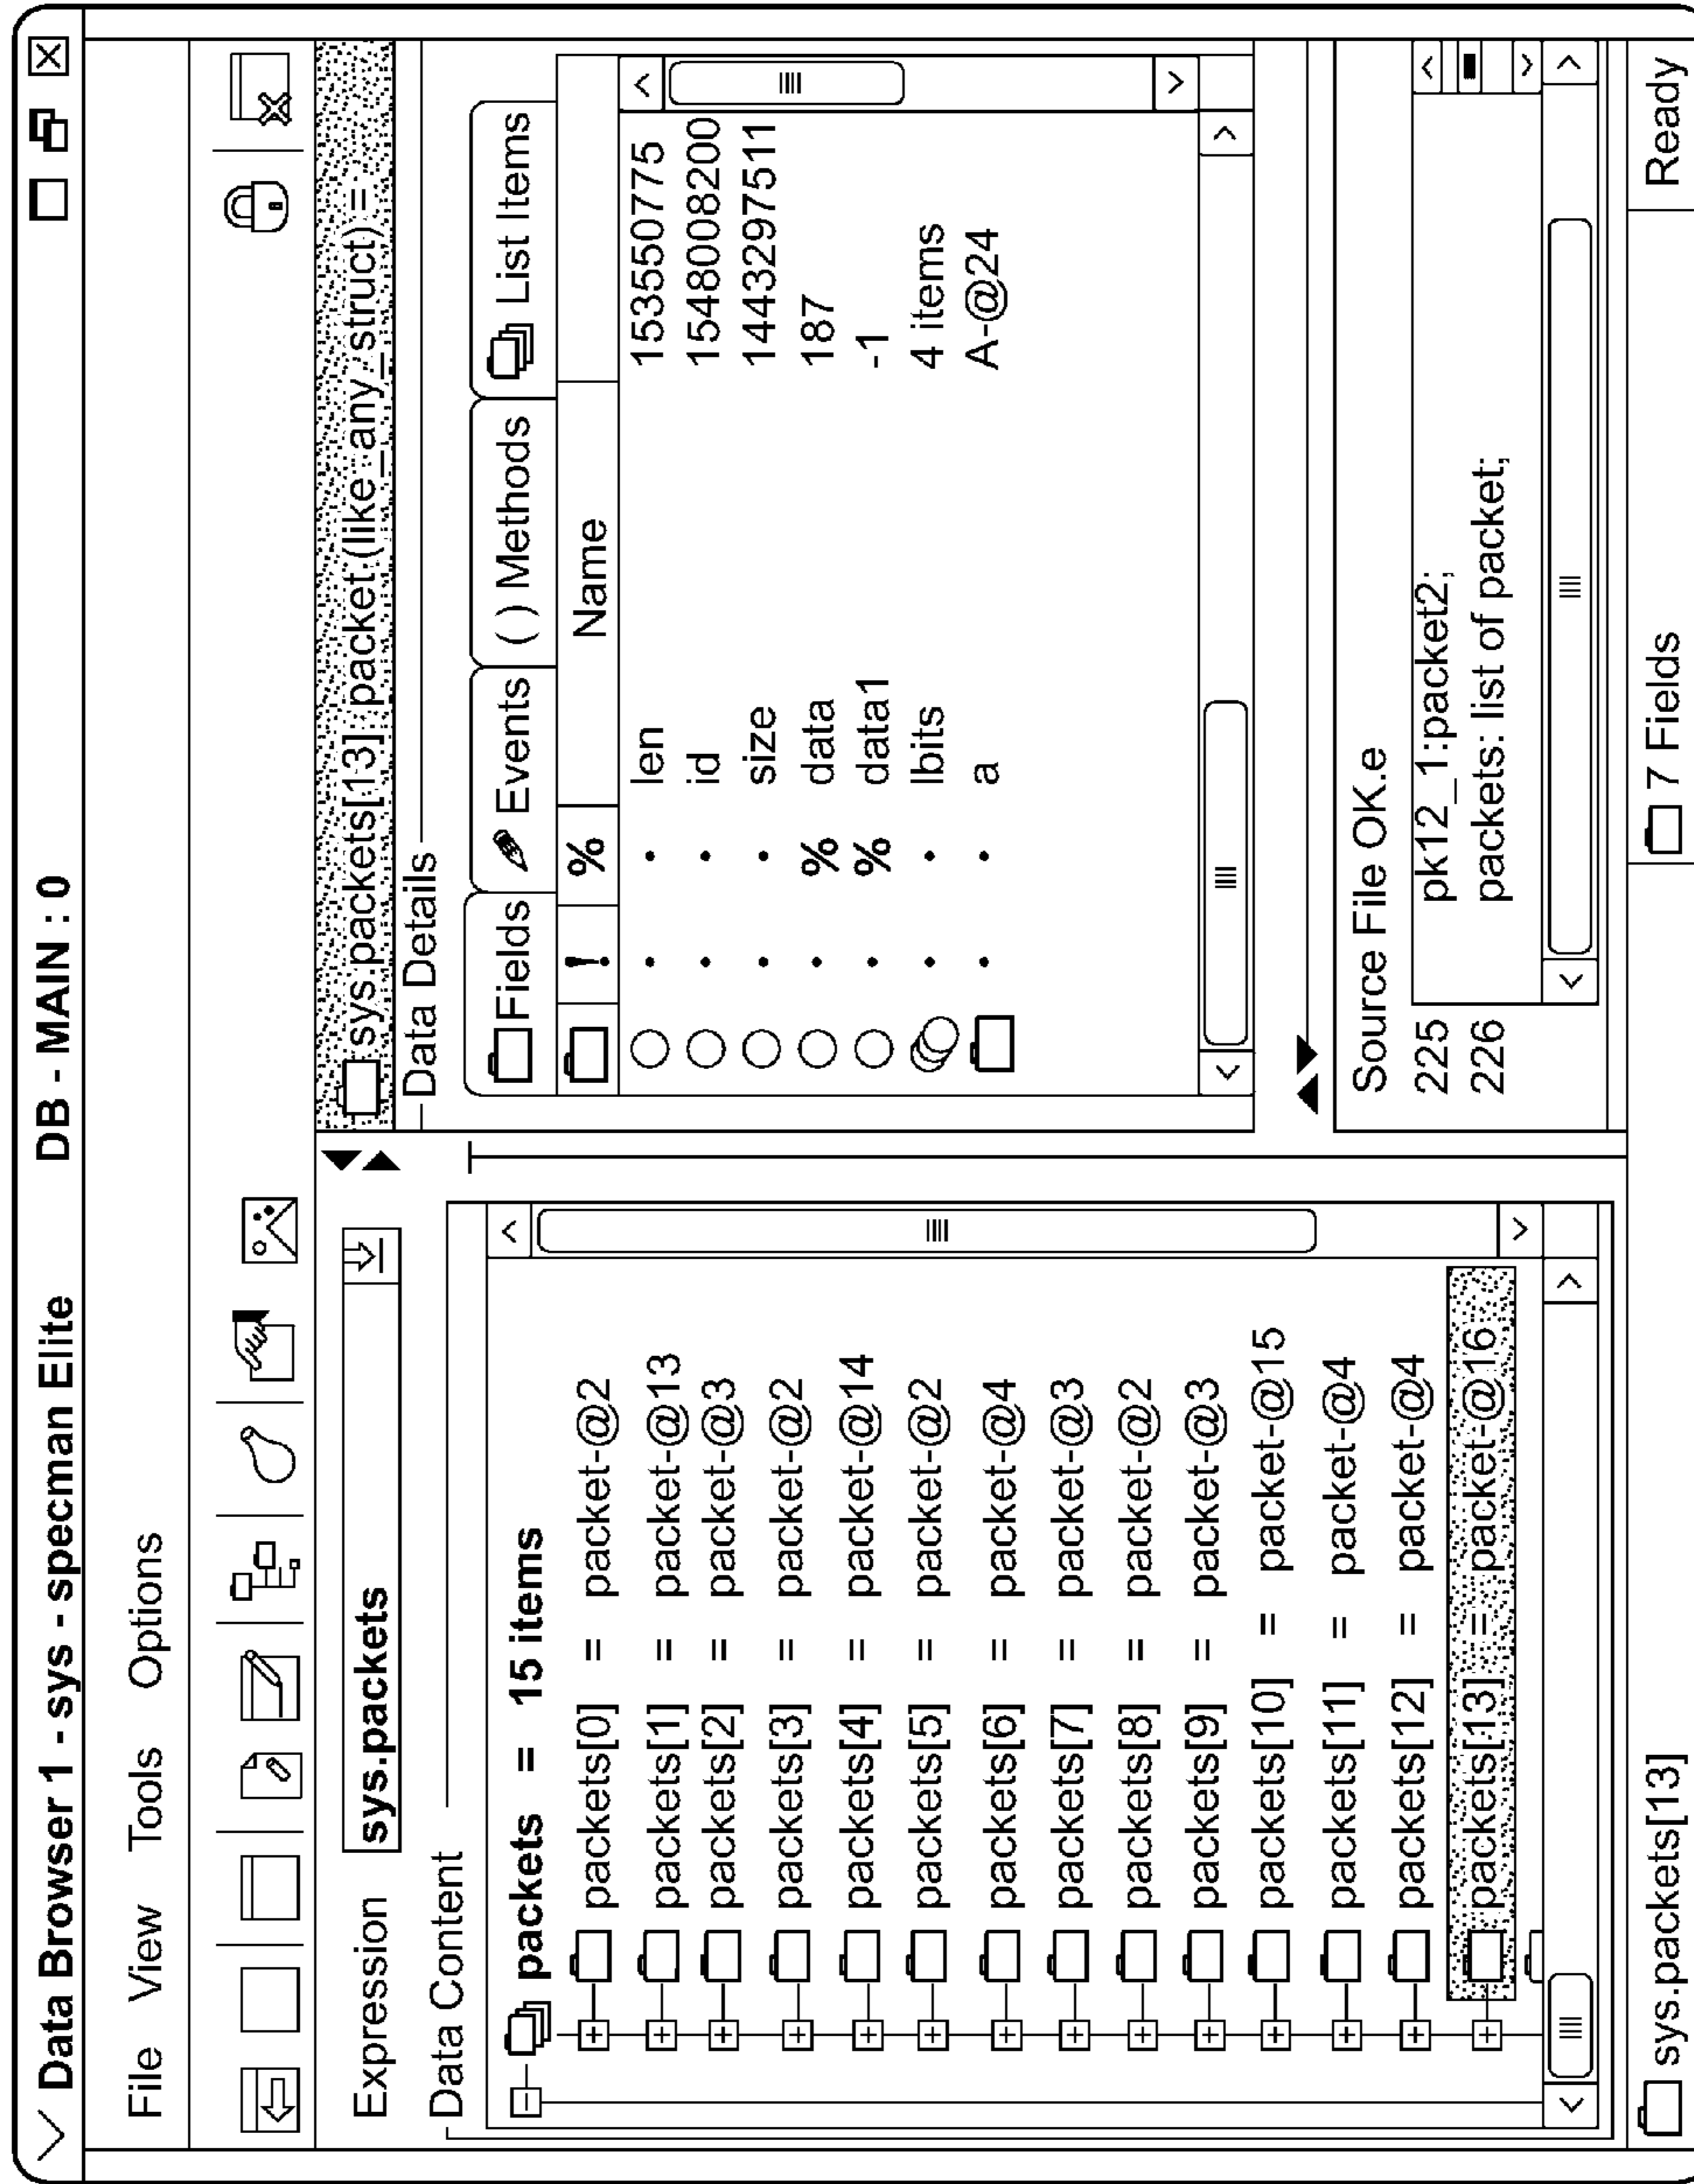 Data Browser 1 - sys - specman Elite DB - MAIN : 0
File View Tools Options
Expression sys.packets
Data Content
packets = 15 items
packets[0] = packet-@2
packets[1] = packet-@13
packets[2] = packet-@3
packets[3] = packet-@2
packets[4] = packet-@14
packets[5] = packet-@2
packets[6] = packet-@4
packets[7] = packet-@3
packets[8] = packet-@2
packets[9] = packet-@3
packets[10] = packet-@15
packets[11] = packet-@4
packets[12] = packet-@4
packets[13] = packet-@16
sys.packets[13]: packet (like_any_struct) =
Data Details
Fields Events ( ) Methods List Items
! % Name
len 1535550775
id 1548008200
size 1443297511
% data 187
% data1 -1
lbits 4 items
a A-@24
Source File OK.e
225 pk12_1:packet2;
226 packets: list of packet;
sys.packets[13] 7 Fields Ready